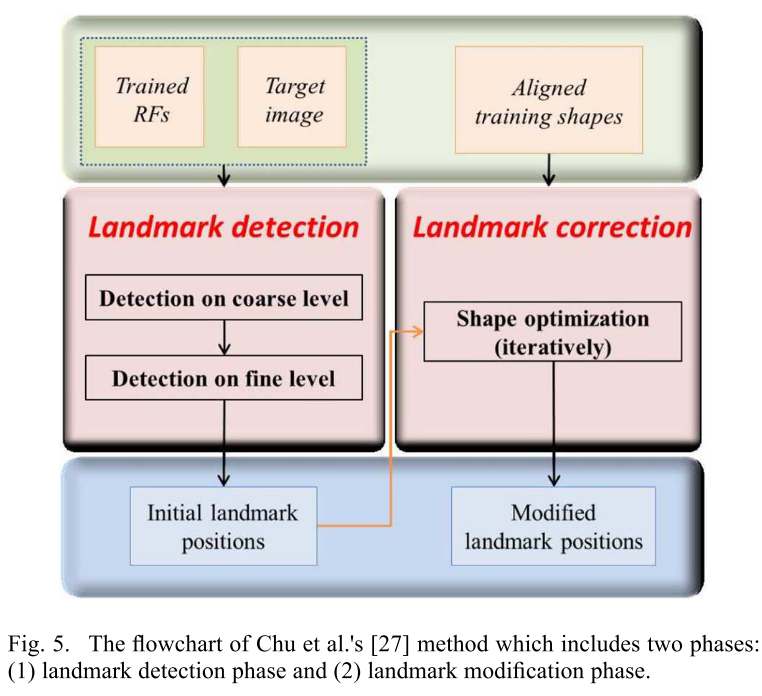 Trained
RFs
Target
image
Aligned
training shapes
Landmark detection
Detection on coarse level
Detection on fine level
Landmark correction
Shape optimization
(iteratively)
Initial landmark
positions
Modified
landmark positions
Fig. 5. The flowchart of Chu et al.'s [27] method which includes two phases:
(1) landmark detection phase and (2) landmark modification phase.